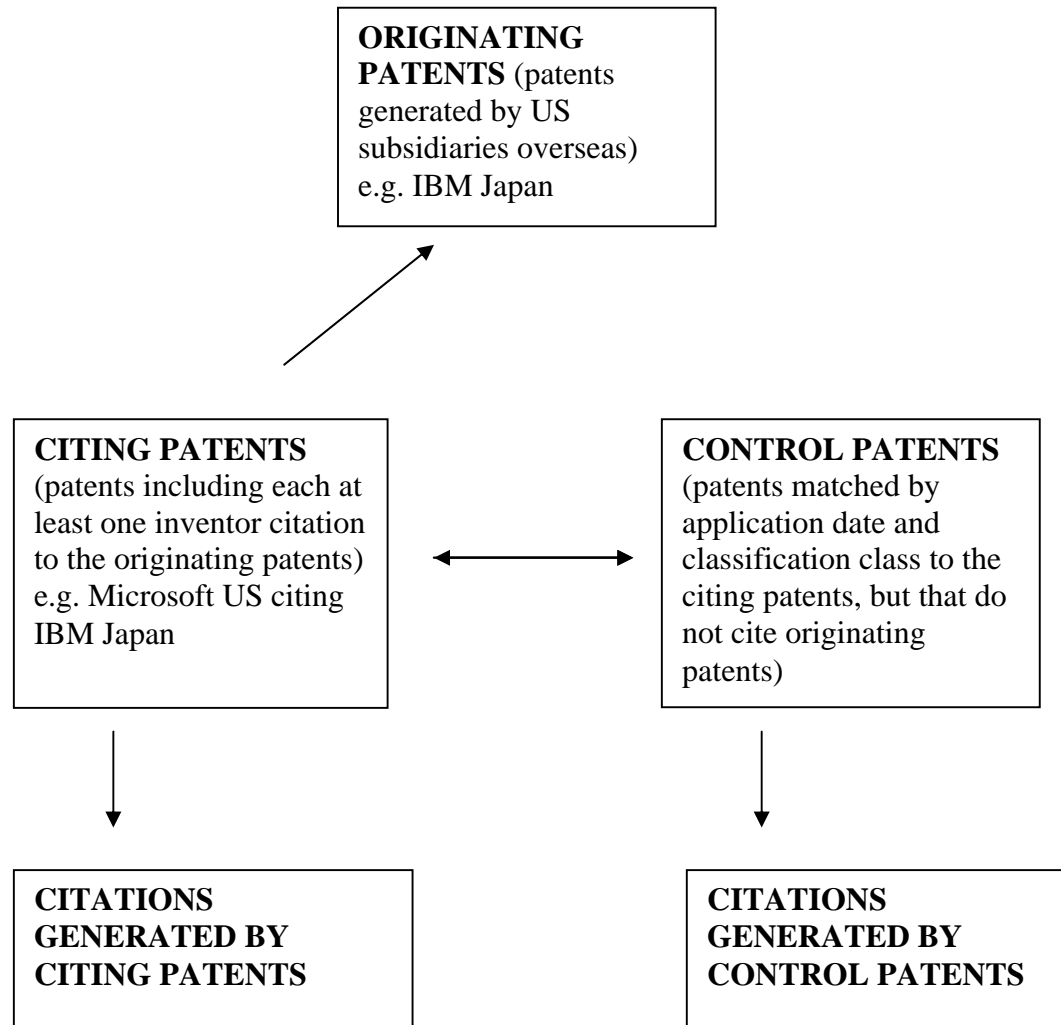 ORIGINATING
PATENTS (patents
generated by US
subsidiaries overseas)
e.g. IBM Japan
CITING PATENTS
(patents including each at
least one inventor citation
to the originating patents)
e.g. Microsoft US citing
IBM Japan
CONTROL PATENTS
(patents matched by
application date and
classification class to the
citing patents, but that do
not cite originating
patents)
CITATIONS
GENERATED BY
CITING PATENTS
CITATIONS
GENERATED BY
CONTROL PATENTS